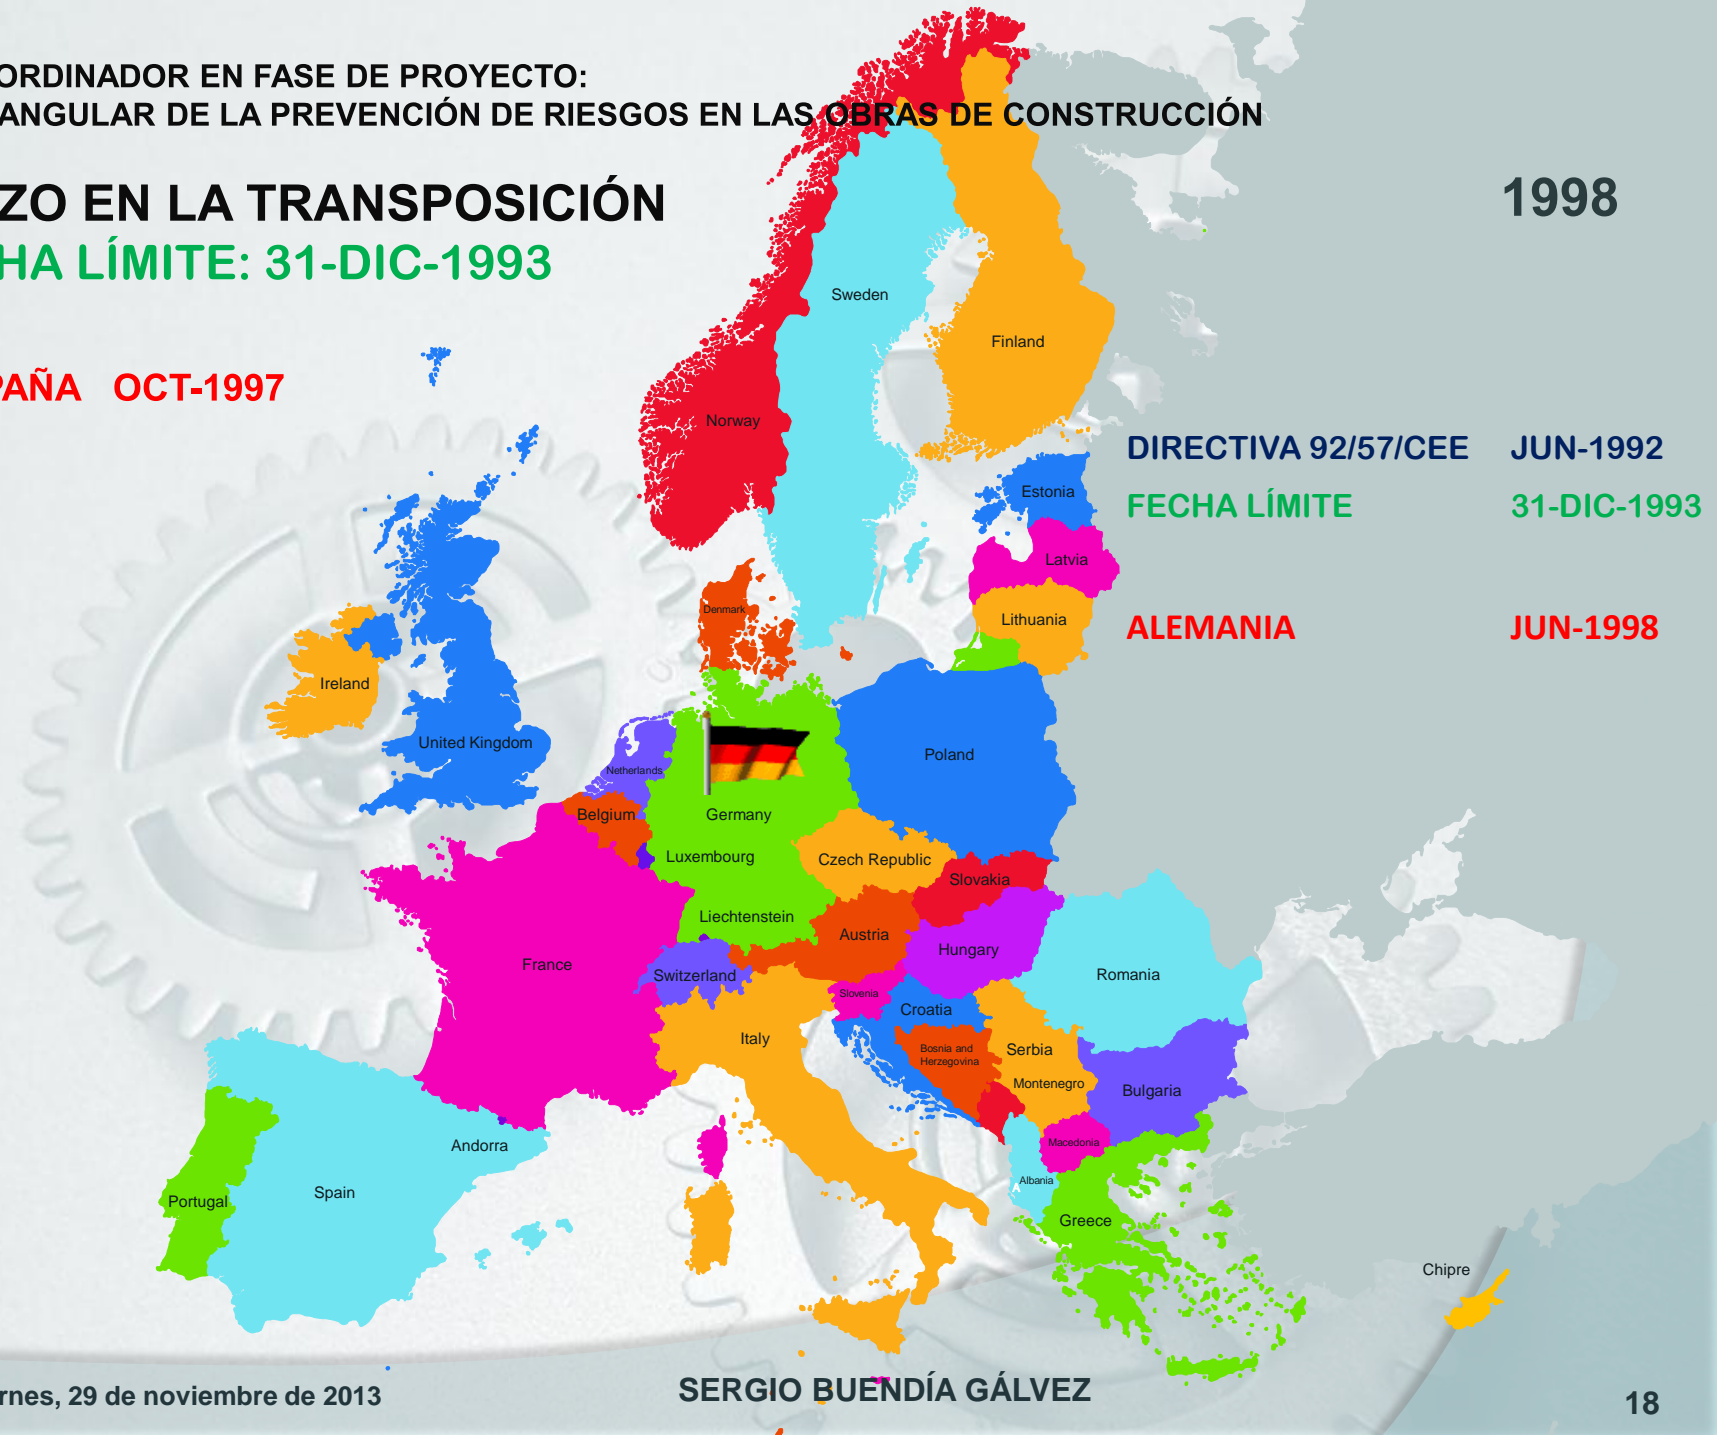 ORDINADOR EN FASE DE PROYECTO:
ANGULAR DE LA PREVENCIÓN DE RIESGOS EN LAS OBRAS DE CONSTRUCCIÓN
ZO EN LA TRANSPOSICIÓN
1998
HA LÍMITE: 31-DIC-1993
PAÑA OCT-1997
DIRECTIVA 92/57/CEE JUN-1992
FECHA LÍMITE 31-DIC-1993
ALEMANIA JUN-1998
Sweden
Finland
Norway
Estonia
Latvia
Denmark
Lithuania
Ireland
United Kingdom
Netherlands
Poland
Belgium
Germany
Luxembourg
Czech Republic
Slovakia
Liechtenstein
Austria
Hungary
France
Switzerland
Romania
Slovenia
Croatia
Italy
Bosnia and
Herzegovina
Serbia
Montenegro
Bulgaria
Andorra
Macedonia
Albania
Spain
Portugal
Greece
Chipre
rnes, 29 de noviembre de 2013
SERGIO BUENDÍA GÁLVEZ
18